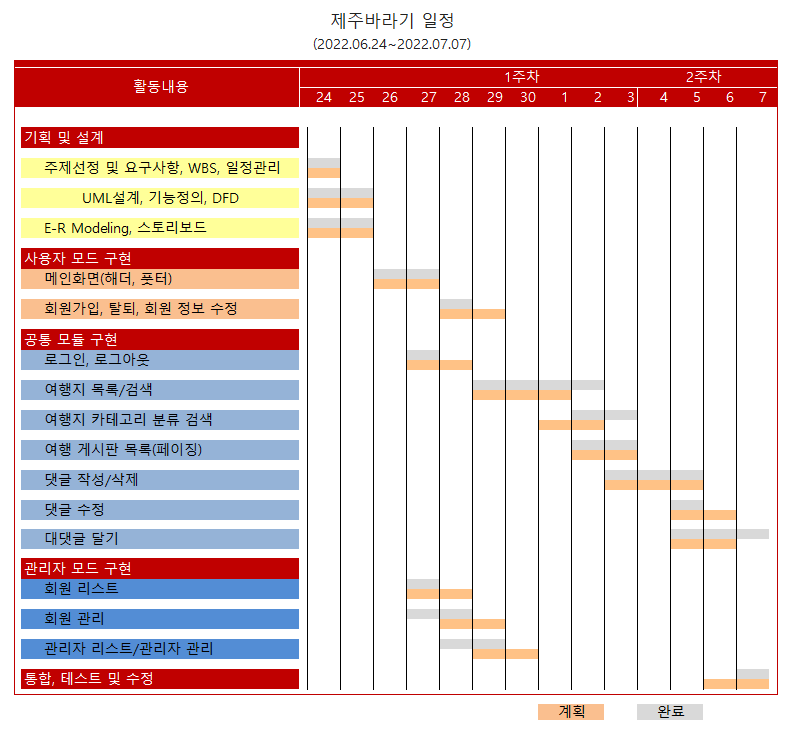 제주바라기 일정
(2022.06.24~2022.07.07)
활동내용
1주차 2주차
24 25 26 27 28 29 30 1 2 3 4 5 6 7
기획 및 설계
주제선정 및 요구사항, WBS, 일정관리
UML설계, 기능정의, DFD
E-R Modeling, 스토리보드
사용자 모드 구현
메인화면(해더, 풋터)
회원가입, 탈퇴, 회원 정보 수정
공통 모듈 구현
로그인, 로그아웃
여행지 목록/검색
여행지 카테고리 분류 검색
여행 게시판 목록(페이징)
댓글 작성/삭제
댓글 수정
대댓글 달기
관리자 모드 구현
회원 리스트
회원 관리
관리자 리스트/관리자 관리
통합, 테스트 및 수정
계획 완료